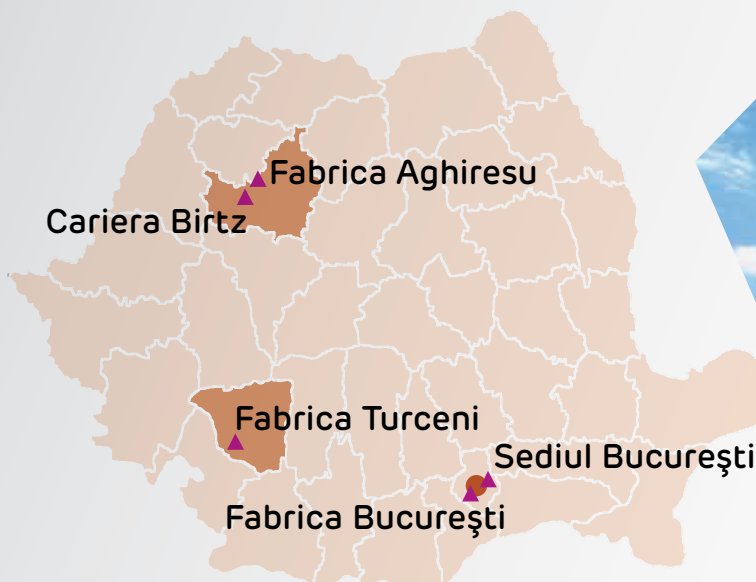 Fabrica Aghiresu
Cariera Birtz
Fabrica Turceni
Sediul Bucureşti
Fabrica Bucureşti